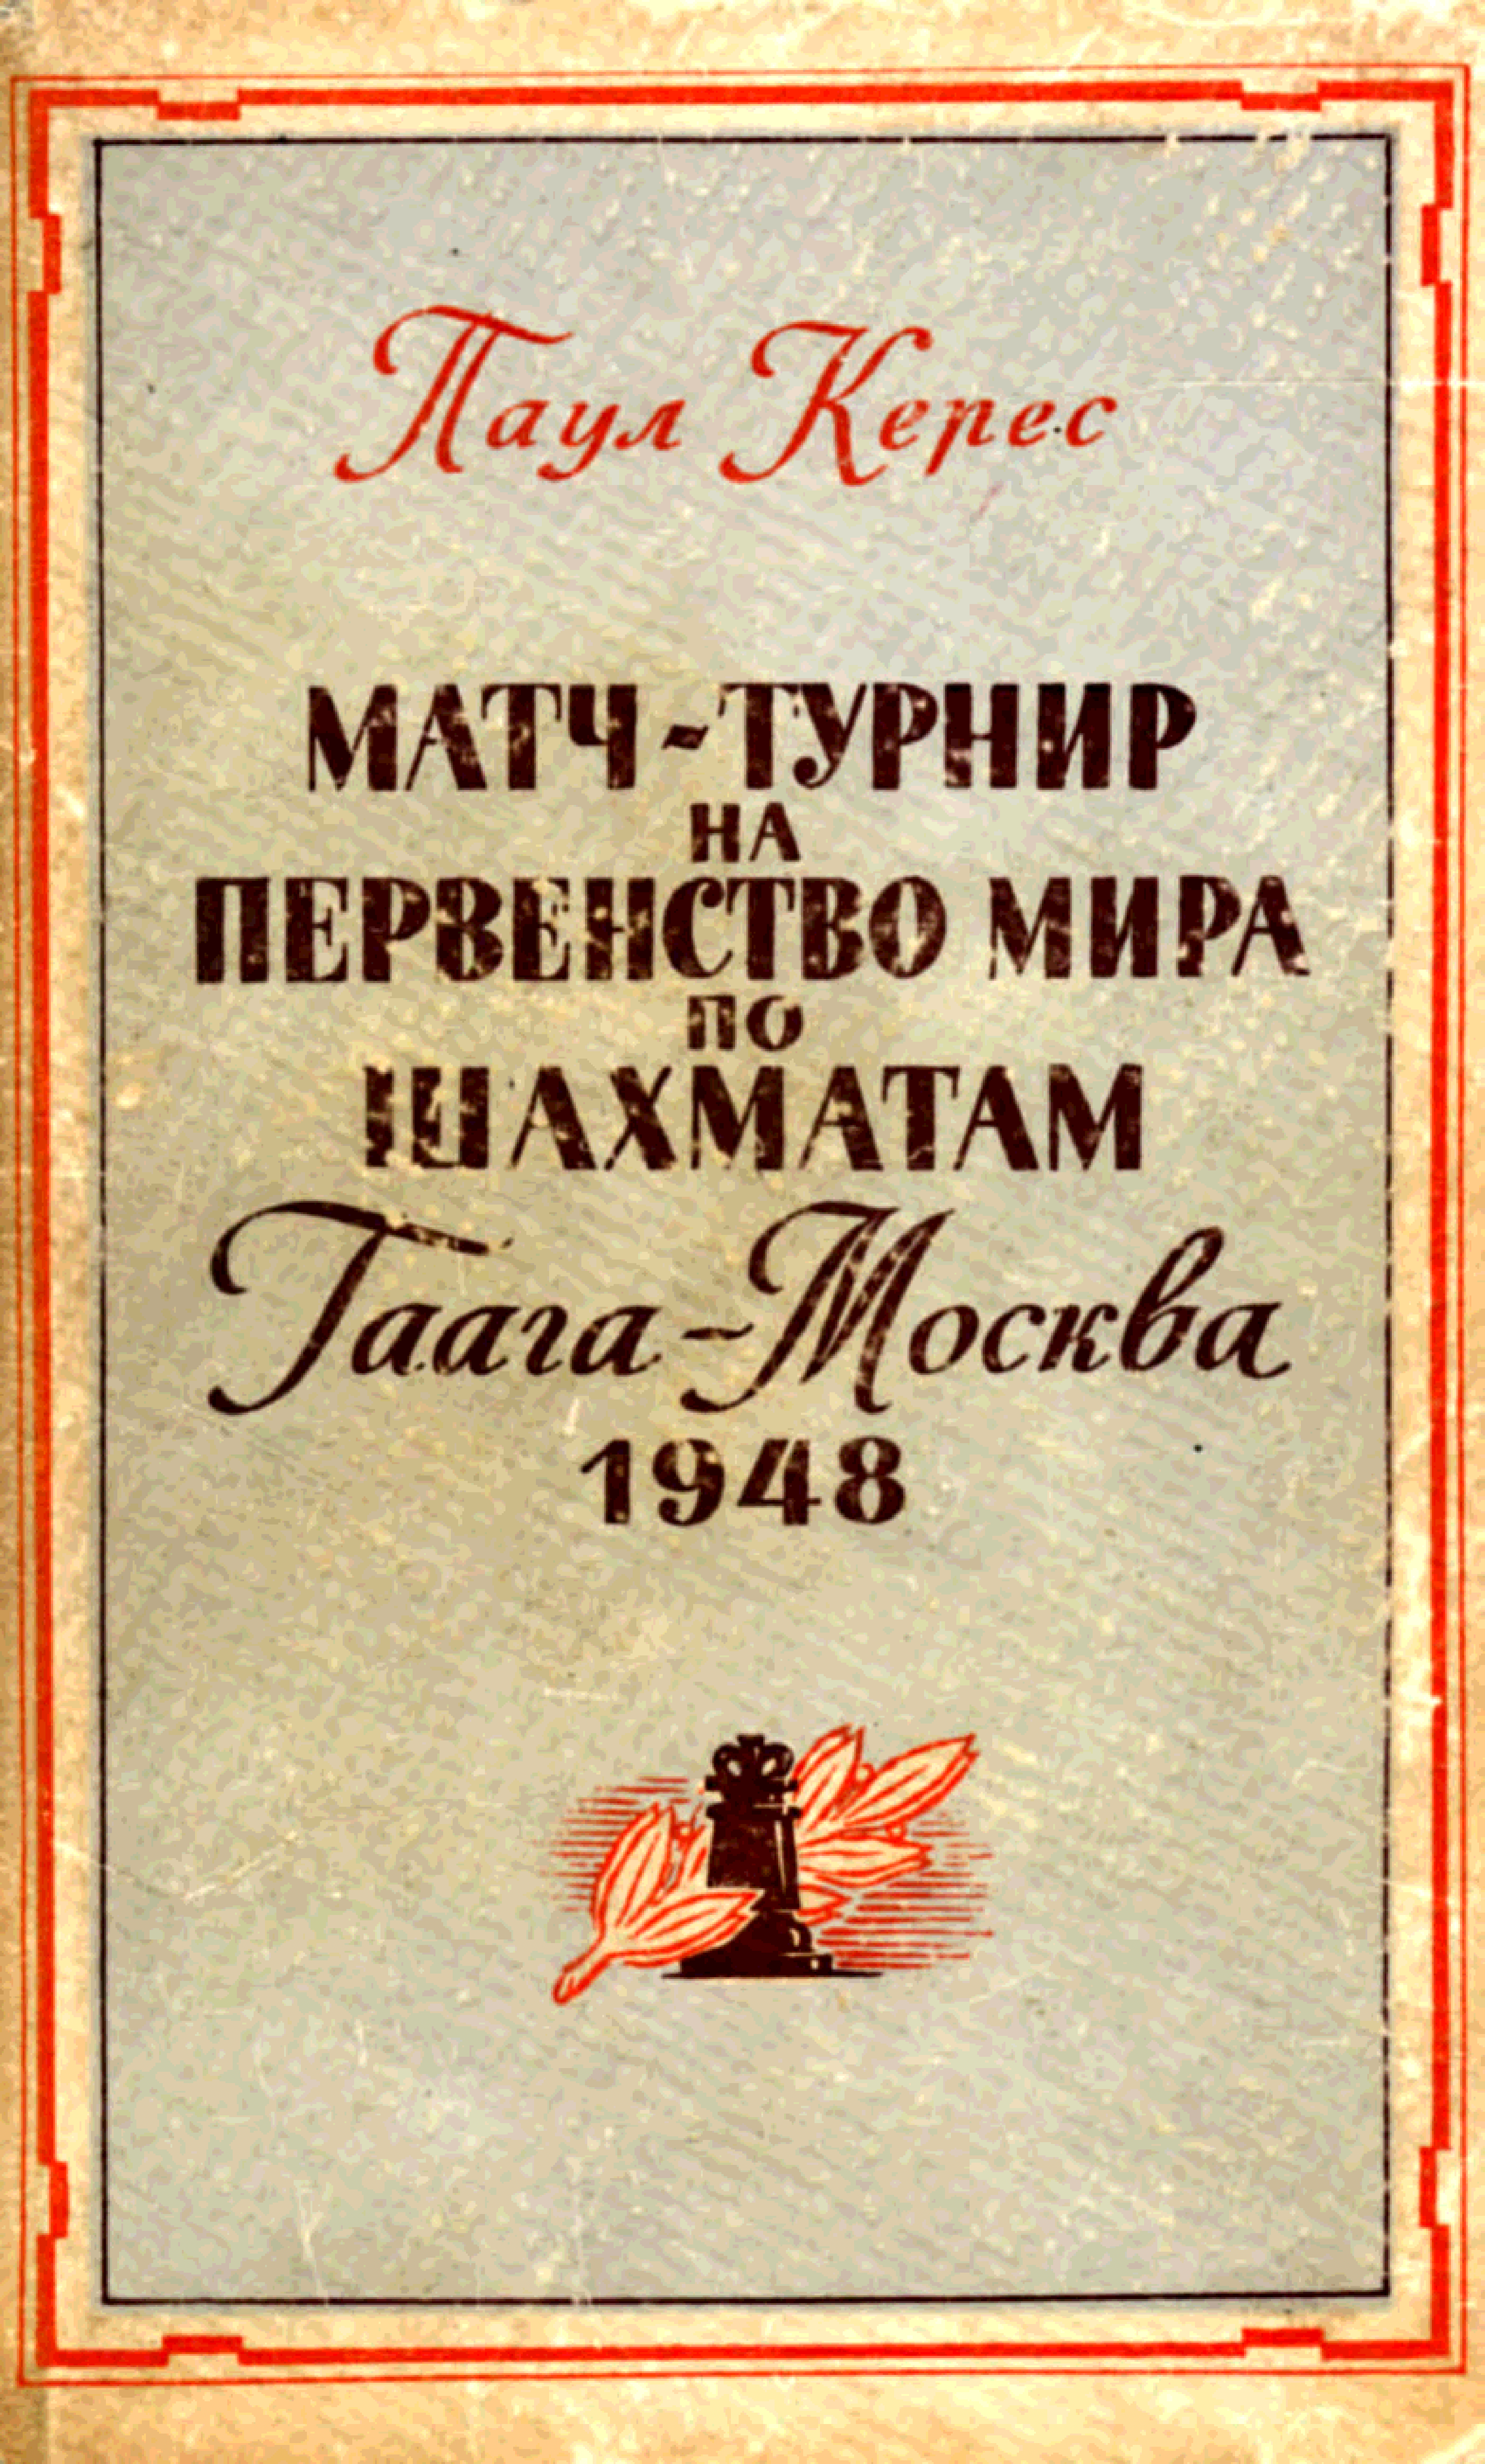 Паул Керес
МАТЧ-ТУРНИР
НА
ПЕРВЕНСТВО МИРА
ПО
ШАХМАТАМ
Гаага-Москва
1948